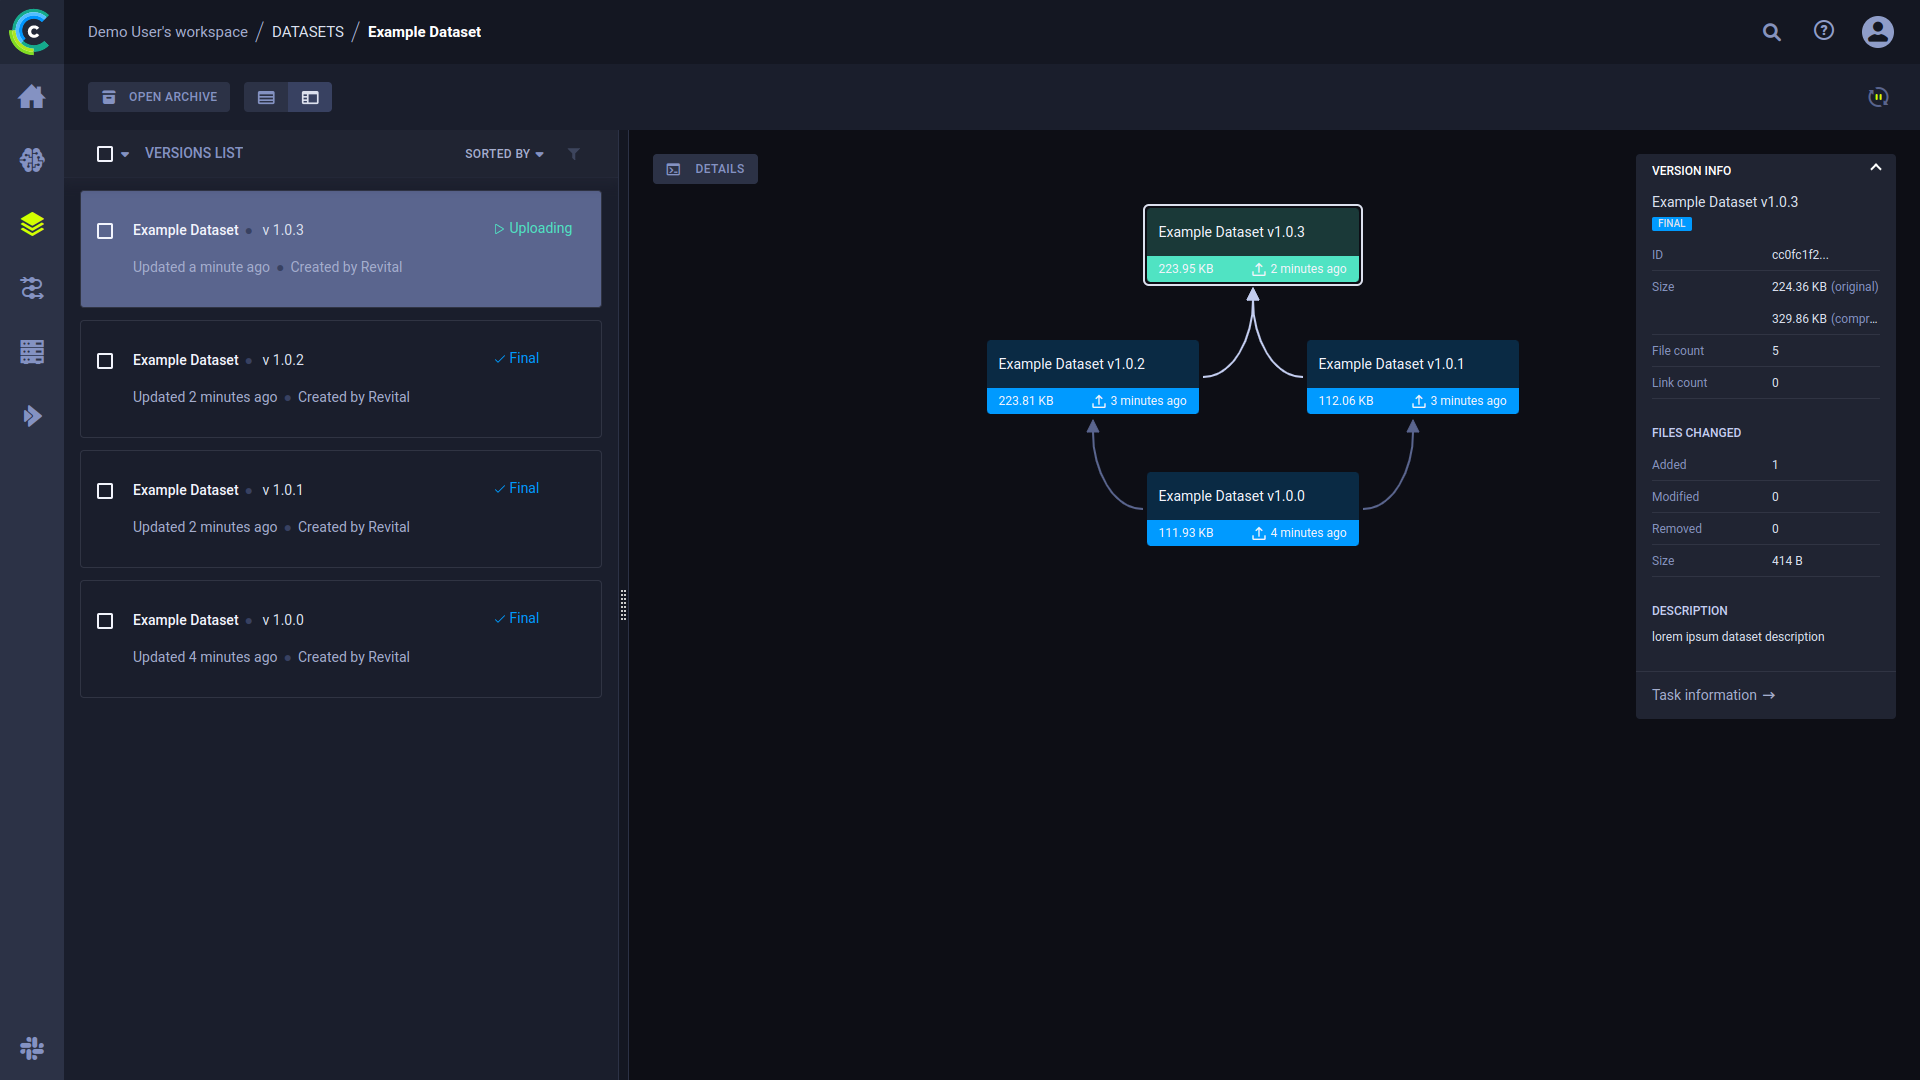 Demo User's workspace / DATASETS / Example Dataset
OPEN ARCHIVE
VERSIONS LIST
SORTED BY
Example Dataset • v 1.0.3
Uploading
Updated a minute ago • Created by Revital
Example Dataset • v 1.0.2
Final
Updated 2 minutes ago • Created by Revital
Example Dataset • v 1.0.1
Final
Updated 2 minutes ago • Created by Revital
Example Dataset • v 1.0.0
Final
Updated 4 minutes ago • Created by Revital
DETAILS
Example Dataset v1.0.3
223.95 KB 2 minutes ago
Example Dataset v1.0.2
223.81 KB 3 minutes ago
Example Dataset v1.0.1
112.06 KB 3 minutes ago
Example Dataset v1.0.0
111.93 KB 4 minutes ago
VERSION INFO
Example Dataset v1.0.3
FINAL
ID cc0fc1f2...
Size 224.36 KB (original)
329.86 KB (compr...
File count 5
Link count 0
FILES CHANGED
Added 1
Modified 0
Removed 0
Size 414 B
DESCRIPTION
lorem ipsum dataset description
Task information →